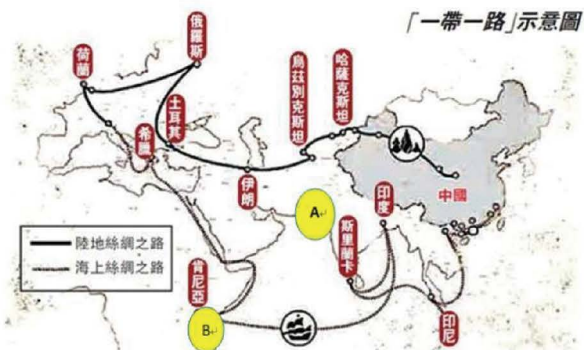 「一帶一路」示意圖
俄羅斯
荷蘭
哈薩克斯坦
烏茲別克斯坦
土耳其
希臘
伊朗
印度
中國
A
斯里蘭卡
陸地絲綢之路
海上絲綢之路
肯尼亞
B
印尼